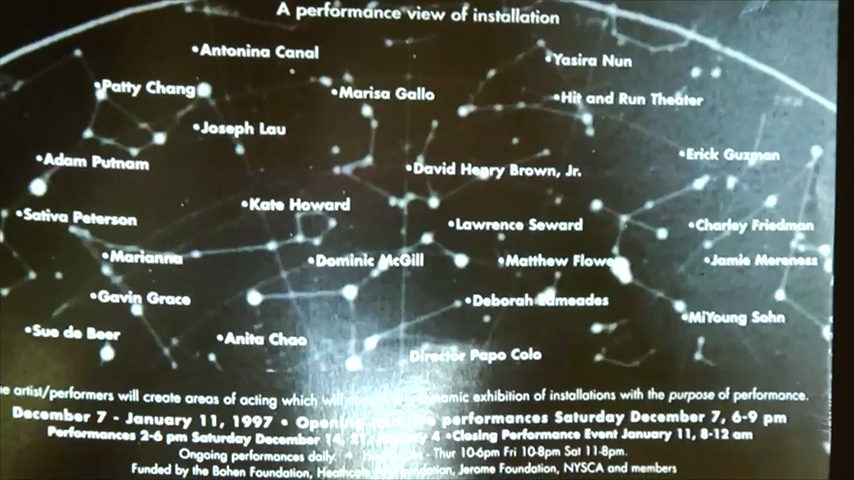 A performance view of installation
•Antonina Canal
•Yasira Nun
•Patty Chang
•Marisa Gallo
•Hit and Run Theater
•Joseph Lau
•Adam Putnam
•David Henry Brown, Jr.
•Erick Guzman
•Kate Howard
•Sativa Peterson
•Lawrence Seward
•Charley Friedman
•Marianna
•Dominic McGill
•Matthew
•Jamie Mereness
•Gavin Grace
•Deborah
•MiYoung Sohn
•Sue de Beer
•Anita Chao
Director Papo Colo
artist/performers will create areas of acting which exhibition of installations with the purpose of performance.
December 7 - January 11, 1997 • performances Saturday December 7, 6-9 pm
Performances 2-6 pm Saturday December 14, 4 •Closing Performance Event January 11, 8-12 am
Ongoing performances daily. • - Thur 10-6pm Fri 10-8pm Sat 11-8pm.
Funded by the Bohen Foundation, Foundation, Jerome Foundation, NYSCA and members